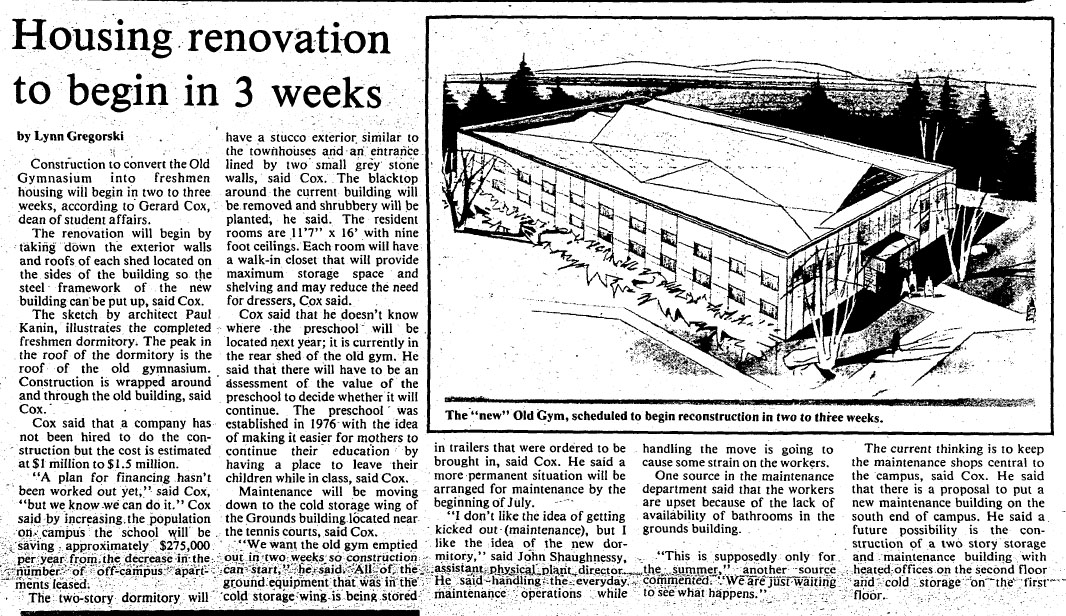 Housing renovation
to begin in 3 weeks
by Lynn Gregorski
Construction to convert the Old
Gymnasium into freshmen
housing will begin in two to three
weeks, according to Gerard Cox,
dean of student affairs.
The renovation will begin by
taking down the exterior walls
and roofs of each shed located on
the sides of the building so the
steel framework of the new
building can be put up, said Cox.
The sketch by architect Paul
Kanin, illustrates the completed
freshmen dormitory. The peak in
the roof of the dormitory is the
roof of the old gymnasium.
Construction is wrapped around
and through the old building, said
Cox.
Cox said that a company has
not been hired to do the con-
struction but the cost is estimated
at $1 million to $1.5 million.
"A plan for financing hasn't
been worked out yet," said Cox,
"but we know we can do it." Cox
said by increasing the population
on campus the school will be
saving approximately $275,000
per year from the decrease in the
number of off-campus apart-
ments leased.
The two-story dormitory will
have a stucco exterior similar to
the townhouses and an entrance
lined by two small grey stone
walls, said Cox. The blacktop
around the current building will
be removed and shrubbery will be
planted, he said. The resident
rooms are 11'7" x 16' with nine
foot ceilings. Each room will have
a walk-in closet that will provide
maximum storage space and
shelving and may reduce the need
for dressers, Cox said.
Cox said that he doesn't know
where the preschool will be
located next year; it is currently in
the rear shed of the old gym. He
said that there will have to be an
assessment of the value of the
preschool to decide whether it will
continue. The preschool was
established in 1976 with the idea
of making it easier for mothers to
continue their education by
having a place to leave their
children while in class, said Cox.
Maintenance will be moving
down to the cold storage wing of
the Grounds building located near
the tennis courts, said Cox.
"We want the old gym emptied
out in two weeks so construction
can start," he said. All of the
ground equipment that was in the
cold storage wing is being stored
The "new" Old Gym, scheduled to begin reconstruction in two to three weeks.
in trailers that were ordered to be
brought in, said Cox. He said a
more permanent situation will be
arranged for maintenance by the
beginning of July.
"I don't like the idea of getting
kicked out (maintenance), but I
like the idea of the new dor-
mitory," said John Shaughnessy,
assistant physical plant director.
He said handling the everyday
maintenance operations while
handling the move is going to
cause some strain on the workers.
One source in the maintenance
department said that the workers
are upset because of the lack of
availability of bathrooms in the
grounds building.
"This is supposedly only for
the summer," another source
commented. "We are just waiting
to see what happens."
The current thinking is to keep
the maintenance shops central to
the campus, said Cox. He said
that there is a proposal to put a
new maintenance building on the
south end of campus. He said a
future possibility is the con-
struction of a two story storage
and maintenance building with
heated offices on the second floor
and cold storage on the first
floor.